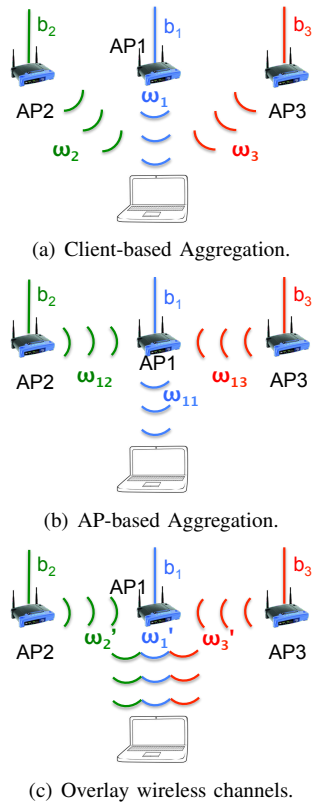 b₂ b₁ b₃
AP1
AP2 ω₁ AP3
ω₂ ω₃
(a) Client-based Aggregation.
b₂ b₁ b₃
AP2 AP1 AP3
ω₁₂ ω₁₃
ω₁₁
(b) AP-based Aggregation.
b₂ b₁ b₃
AP1
AP2 ω₂' ω₁' ω₃' AP3
(c) Overlay wireless channels.